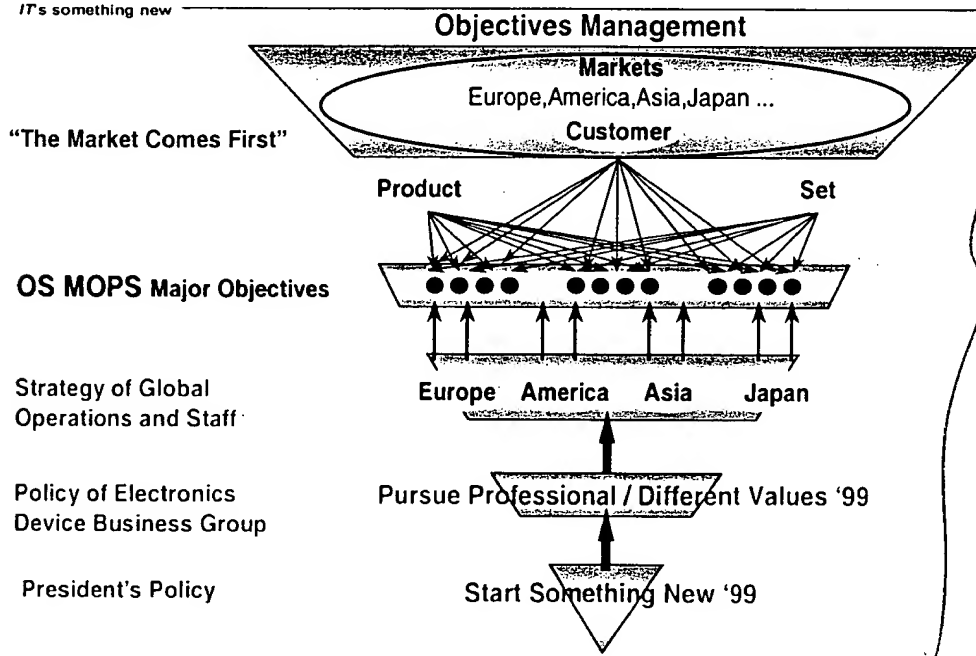 IT's something new
Objectives Management
Markets
Europe,America,Asia,Japan ...
Customer
“The Market Comes First”
Product
Set
OS MOPS Major Objectives
Strategy of Global
Operations and Staff
Europe America Asia Japan
Policy of Electronics
Device Business Group
Pursue Professional / Different Values ‘99
President's Policy
Start Something New ‘99